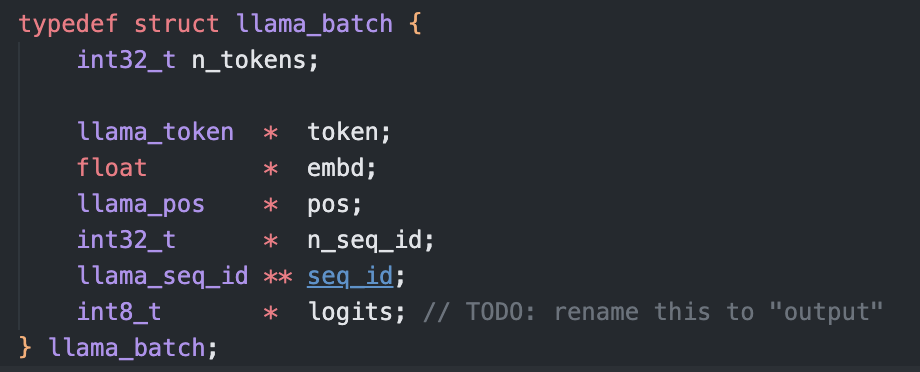 typedef struct llama_batch {
    int32_t n_tokens;

    llama_token  *  token;
    float        *  embd;
    llama_pos    *  pos;
    int32_t      *  n_seq_id;
    llama_seq_id ** seq_id;
    int8_t       *  logits; // TODO: rename this to "output"
} llama_batch;